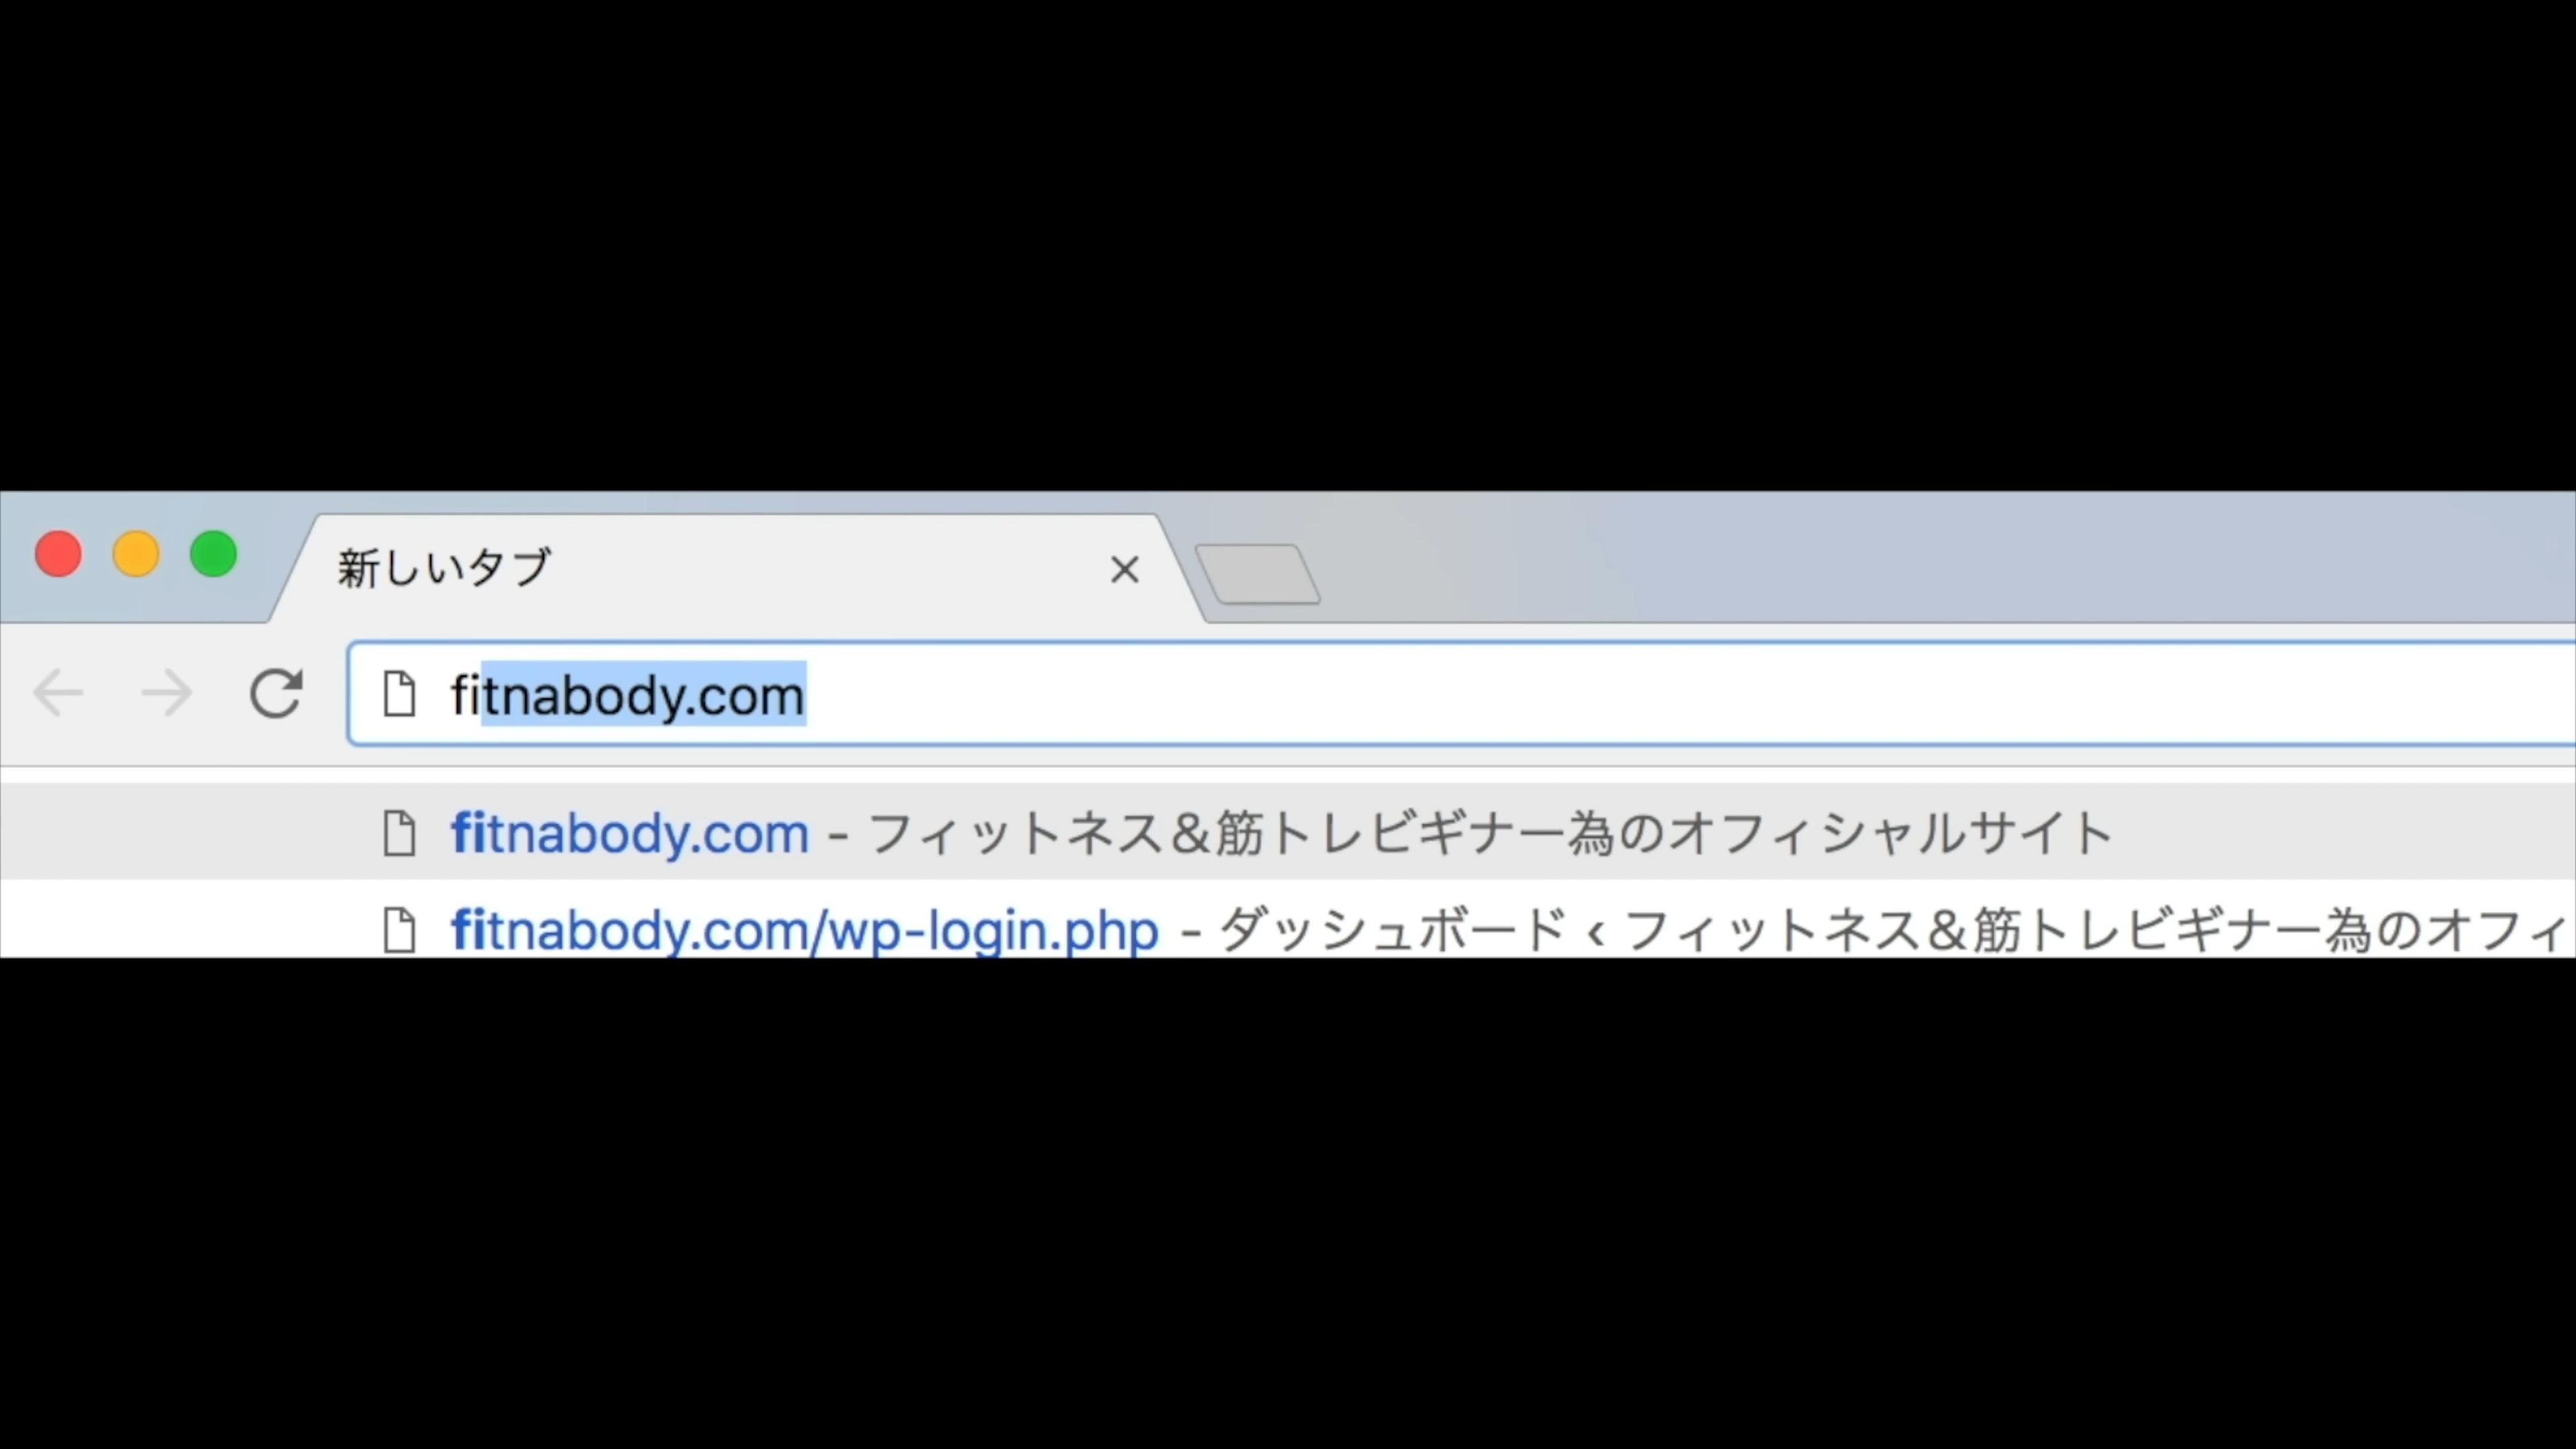 新しいタブ
fitnabody.com
fitnabody.com - フィットネス＆筋トレビギナー為のオフィシャルサイト
fitnabody.com/wp-login.php - ダッシュボード ‹ フィットネス＆筋トレビギナー為のオフィ